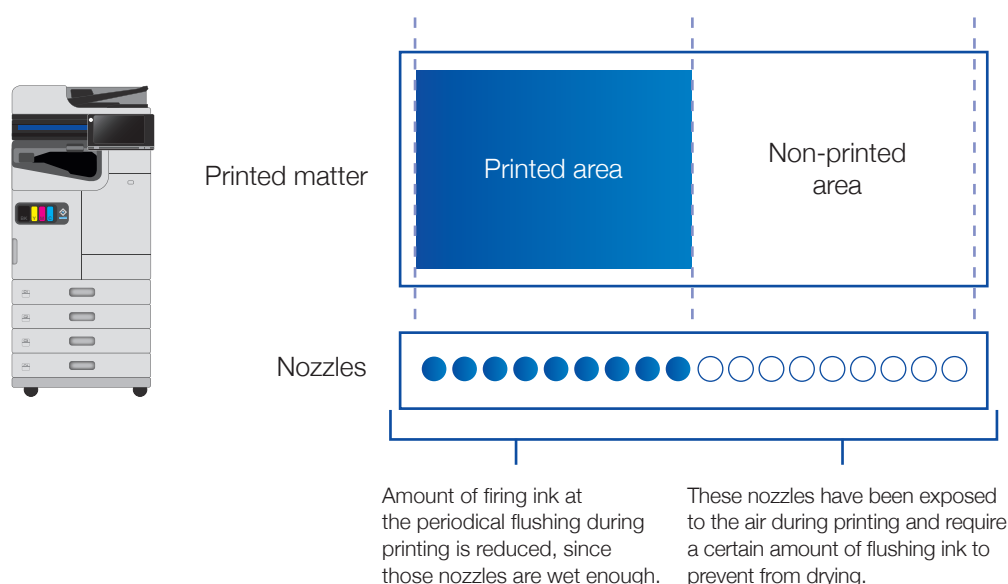 Printed matter
Printed area
Non-printed
area
Nozzles
Amount of firing ink at
the periodical flushing during
printing is reduced, since
those nozzles are wet enough.
These nozzles have been exposed
to the air during printing and require
a certain amount of flushing ink to
prevent from drying.